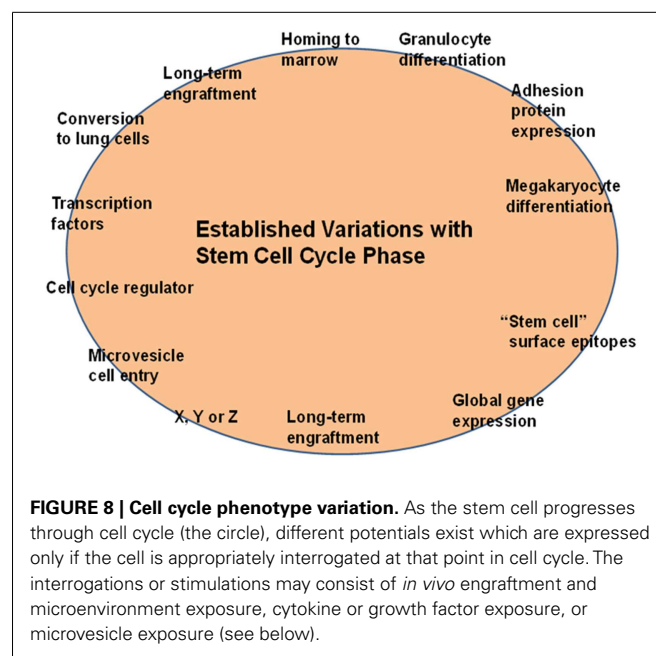 Homing to
marrow
Granulocyte
differentiation
Long-term
engraftment
Adhesion
protein
expression
Conversion
to lung cells
Megakaryocyte
differentiation
Transcription
factors
Established Variations with
Stem Cell Cycle Phase
Cell cycle regulator
“Stem cell”
surface epitopes
Microvesicle
cell entry
Global gene
expression
X, Y or Z
Long-term
engraftment
FIGURE 8 | Cell cycle phenotype variation. As the stem cell progresses
through cell cycle (the circle), different potentials exist which are expressed
only if the cell is appropriately interrogated at that point in cell cycle. The
interrogations or stimulations may consist of in vivo engraftment and
microenvironment exposure, cytokine or growth factor exposure, or
microvesicle exposure (see below).